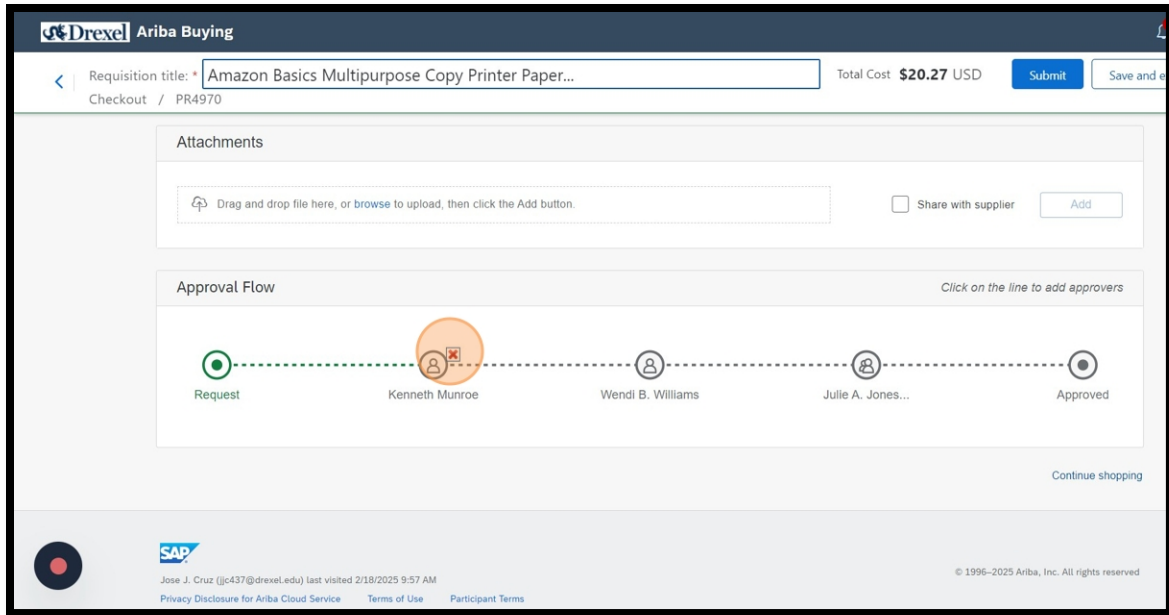 Drexel Ariba Buying
Requisition title: * Amazon Basics Multipurpose Copy Printer Paper... Total Cost $20.27 USD Submit Save and e
Checkout / PR4970
Attachments
Drag and drop file here, or browse to upload, then click the Add button. Share with supplier Add
Approval Flow Click on the line to add approvers
Request Kenneth Munroe Wendi B. Williams Julie A. Jones... Approved
Continue shopping
SAP
Jose J. Cruz (jjc437@drexel.edu) last visited 2/18/2025 9:57 AM © 1996–2025 Ariba, Inc. All rights reserved
Privacy Disclosure for Ariba Cloud Service Terms of Use Participant Terms